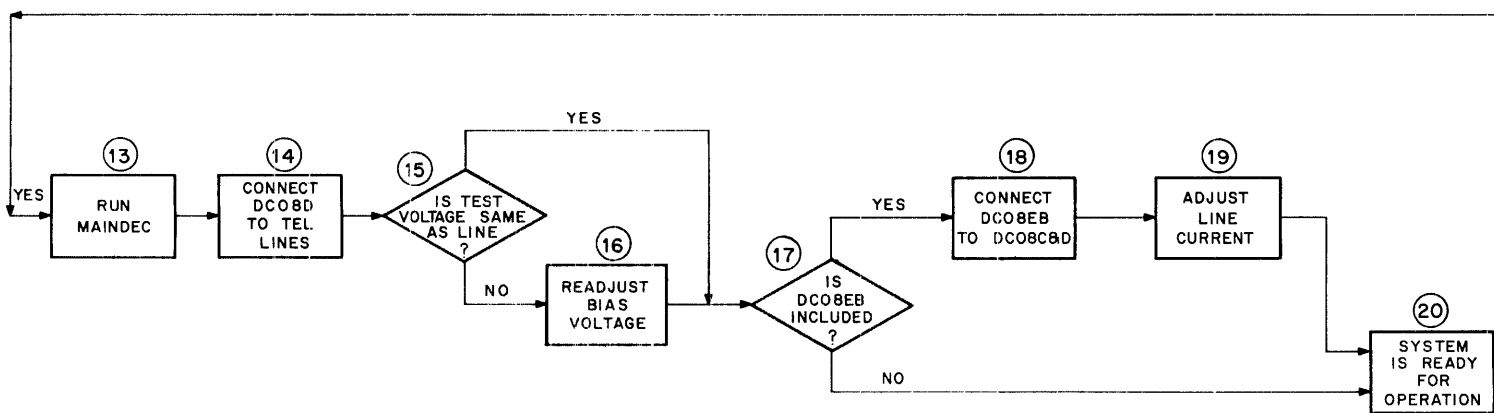 YES
13
RUN
MAINDEC
14
CONNECT
DC08D
TO TEL.
LINES
15
IS TEST
VOLTAGE SAME
AS LINE
?
YES
NO
16
READJUST
BIAS
VOLTAGE
17
IS
DC08EB
INCLUDED
?
YES
NO
18
CONNECT
DC08EB
TO DC08C&D
19
ADJUST
LINE
CURRENT
20
SYSTEM
IS READY
FOR
OPERATION